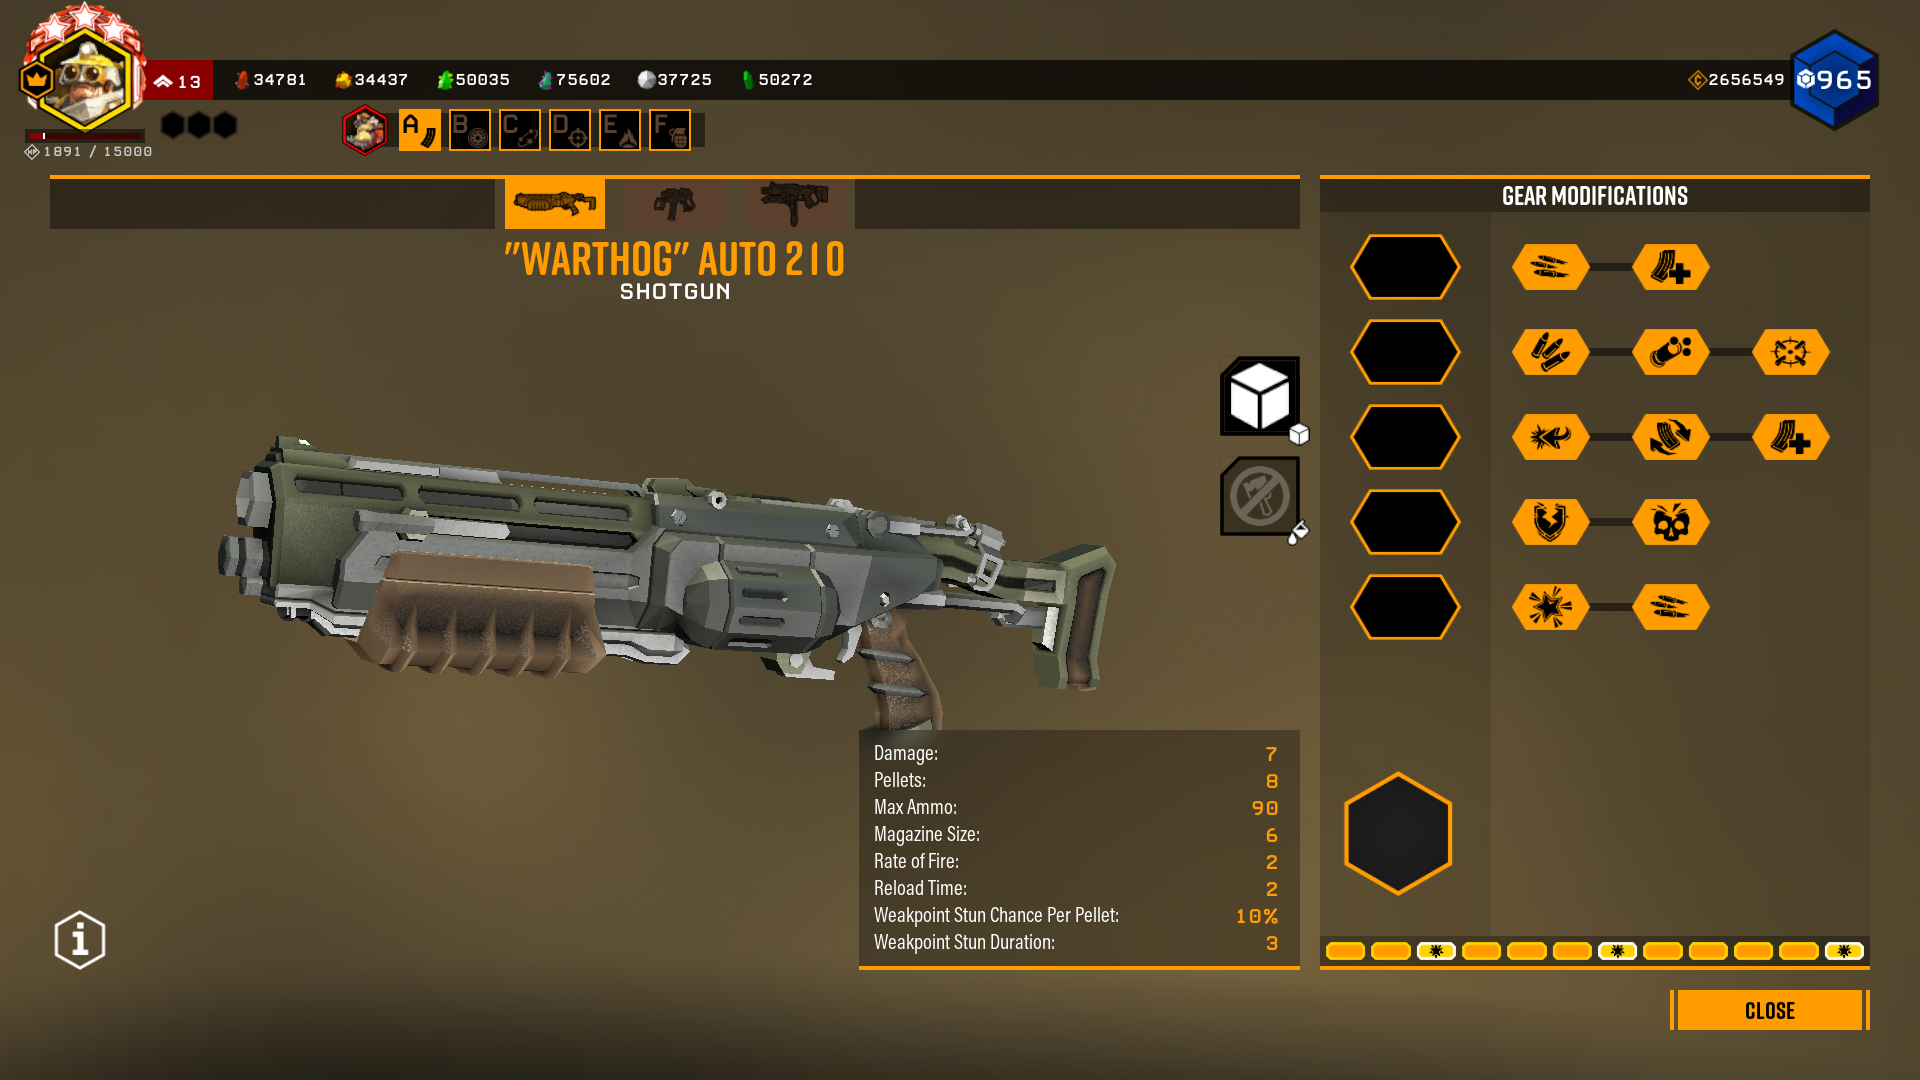 13
34781
34437
50035
75602
37725
50272
2656549
965
1891 / 15000
A
B
C
D
E
F
"WARTHOG" AUTO 210
SHOTGUN
GEAR MODIFICATIONS
Damage: 7
Pellets: 8
Max Ammo: 90
Magazine Size: 6
Rate of Fire: 2
Reload Time: 2
Weakpoint Stun Chance Per Pellet: 10%
Weakpoint Stun Duration: 3
CLOSE